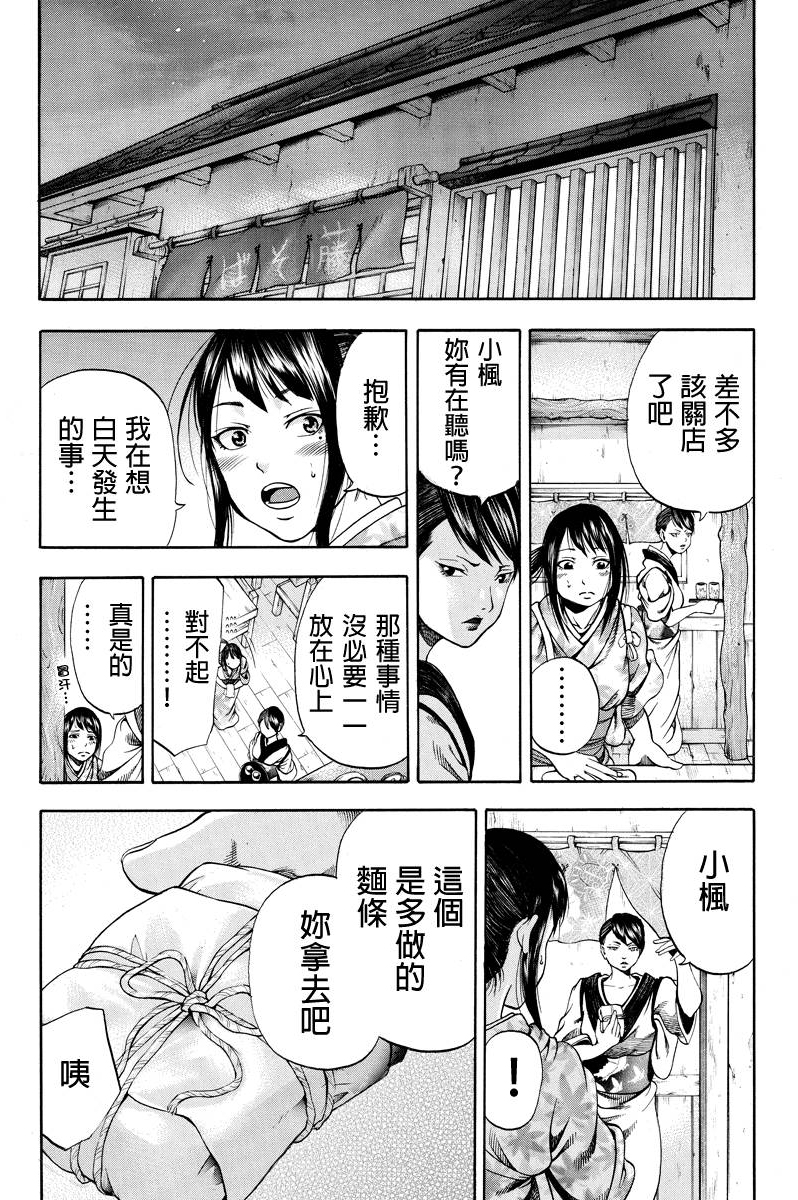 藤
そ
ば
差不多
該關店
了吧
………
小楓
妳有在聽嗎？
抱歉…
我在想
白天發生
的事…
那種事情
沒必要一一
放在心上
對不起
………！
真是的
……
冒汗…
小楓
！
這個
是多做的
麵條
妳拿去吧
咦